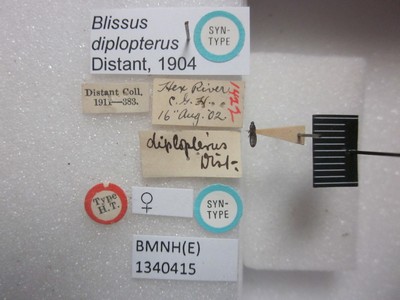 Blissus
diplopterus
Distant, 1904
SYN-
TYPE
Distant Coll.
1911—383.
Hex River
C.G.H.
16 Aug. 02.
1427
diplopterus
Dist.
Type
H.T.
♀
SYN-
TYPE
BMNH(E)
1340415